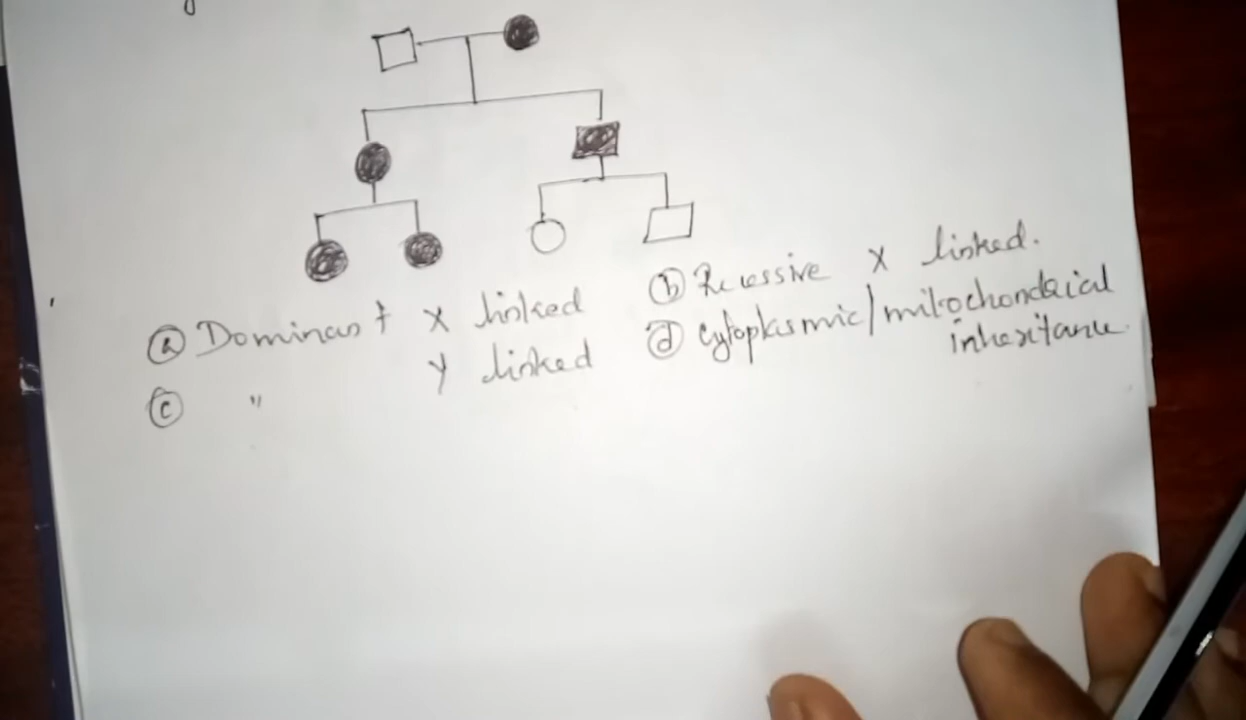 ⓐ Dominant X linked ⓑ Recessive X linked.
ⓒ " Y linked ⓓ Cytoplasmic/mitochondrial
inheritance.